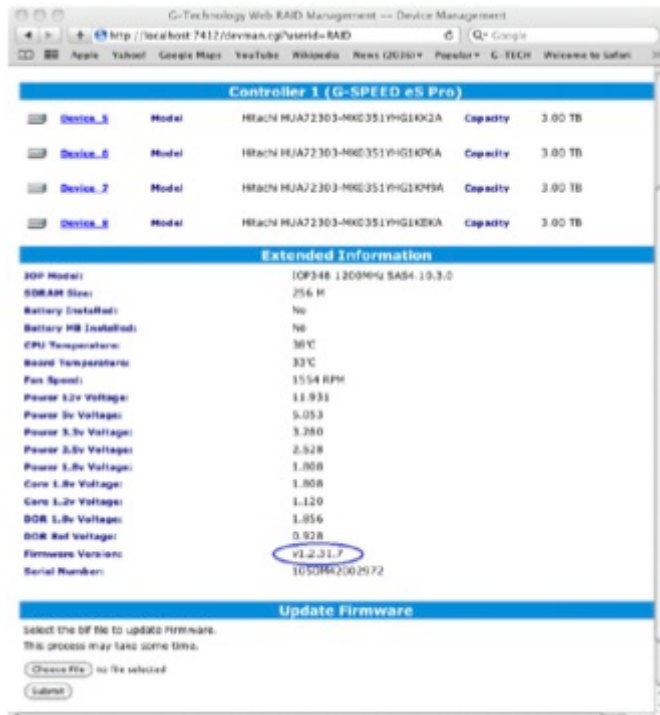 G-Technology Web RAID Management -- Device Management
http://localhost:7412/devman.cgi?userid=RAID
Google
Apple Yahoo! Google Maps YouTube Wikipedia News (2036) Popular G-TECH Welcome to Safari
Controller 1 (G-SPEED eS Pro)
Device_5 Model Hitachi HUA72303-MK0351YHG1KK2A Capacity 3.00 TB
Device_6 Model Hitachi HUA72303-MK0351YHG1KP6A Capacity 3.00 TB
Device_7 Model Hitachi HUA72303-MK0351YHG1KM9A Capacity 3.00 TB
Device_8 Model Hitachi HUA72303-MK0351YHG1KEKA Capacity 3.00 TB
Extended Information
IOP Model: IOP348 1200MHz SAS4.10.3.0
SDRAM Size: 256 M
Battery Installed: No
Battery MB Installed: No
CPU Temperature: 38°C
Board Temperature: 33°C
Fan Speed: 1554 RPM
Power 12v Voltage: 11.931
Power 5v Voltage: 5.053
Power 3.3v Voltage: 3.280
Power 2.5v Voltage: 2.528
Power 1.8v Voltage: 1.808
Core 1.8v Voltage: 1.808
Core 1.2v Voltage: 1.120
DDR 1.8v Voltage: 1.856
DDR Ref Voltage: 0.928
Firmware Version: v1.2.31.7
Serial Number: 1050M42002972
Update Firmware
Select the blf file to update Firmware.
This process may take some time.
Choose File no file selected
Submit